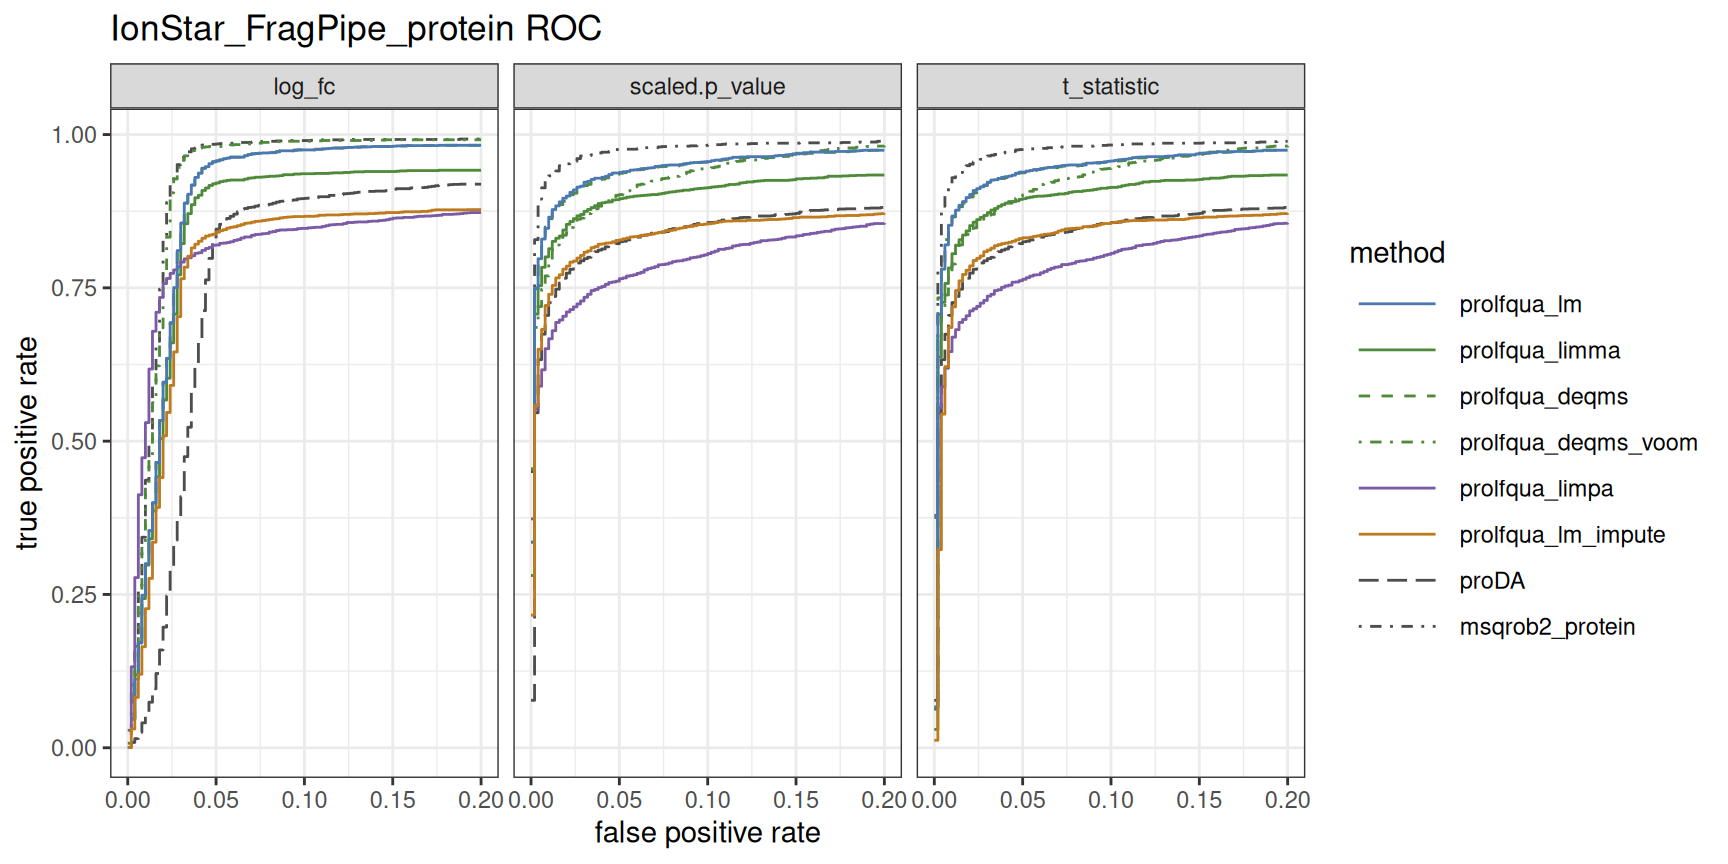 IonStar_FragPipe_protein ROC
log_fc
scaled.p_value
t_statistic
1.00
0.75
0.50
0.25
0.00
true positive rate
0.00 0.05 0.10 0.15 0.20
0.00 0.05 0.10 0.15 0.20
0.00 0.05 0.10 0.15 0.20
false positive rate
method
prolfqua_lm
prolfqua_limma
prolfqua_deqms
prolfqua_deqms_voom
prolfqua_limpa
prolfqua_lm_impute
proDA
msqrob2_protein